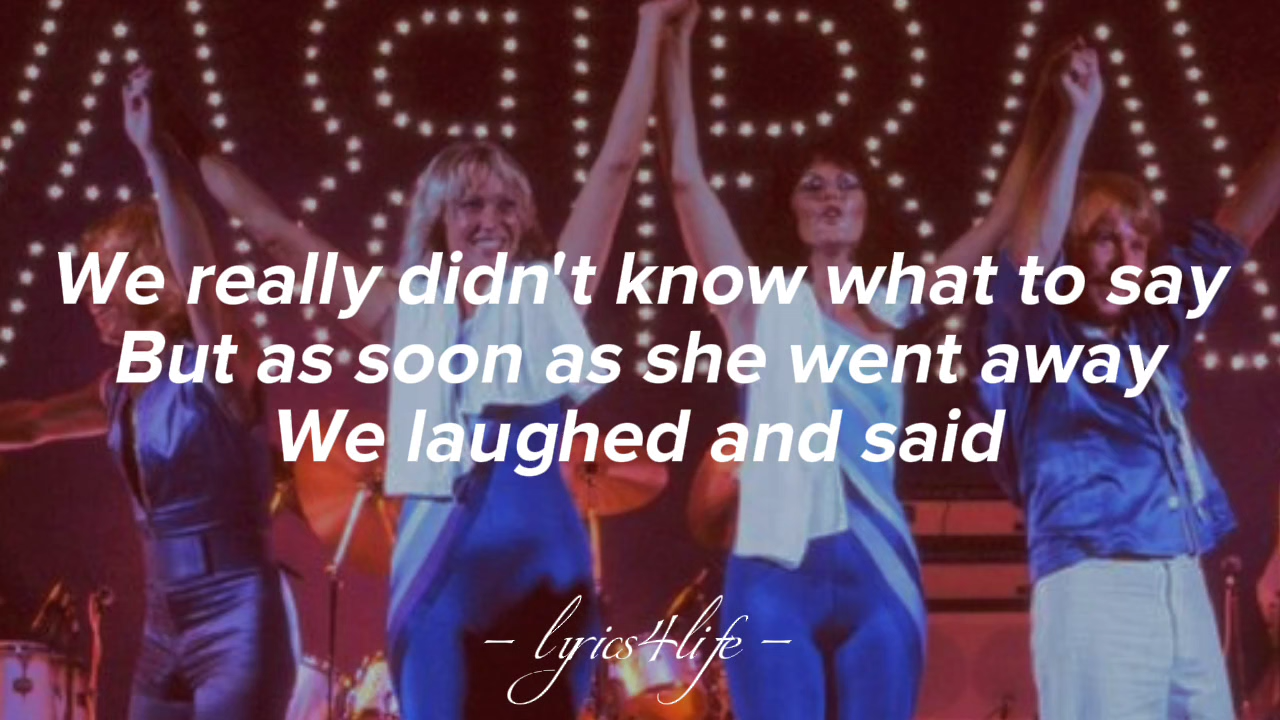 ABBA
We really didn't know what to say
But as soon as she went away
We laughed and said
– lyrics4life –